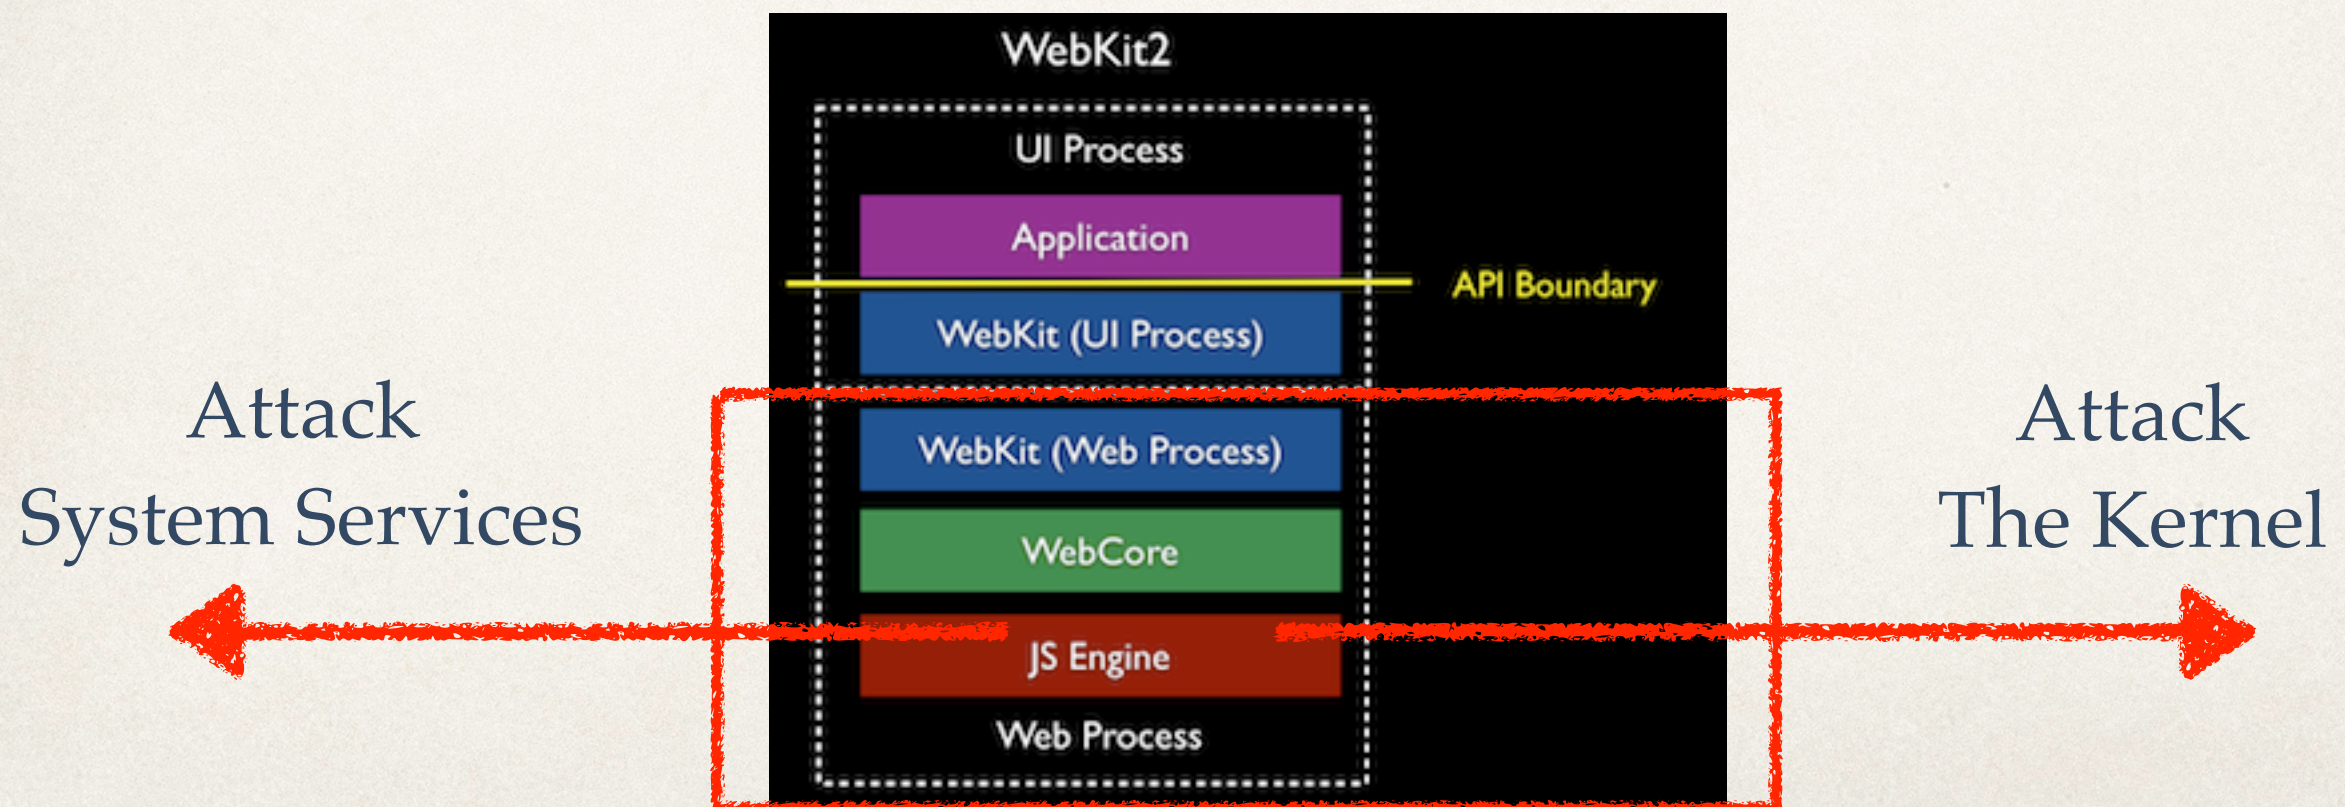 WebKit2
UI Process
Application
API Boundary
WebKit (UI Process)
Attack
System Services
WebKit (Web Process)
WebCore
JS Engine
Web Process
Attack
The Kernel